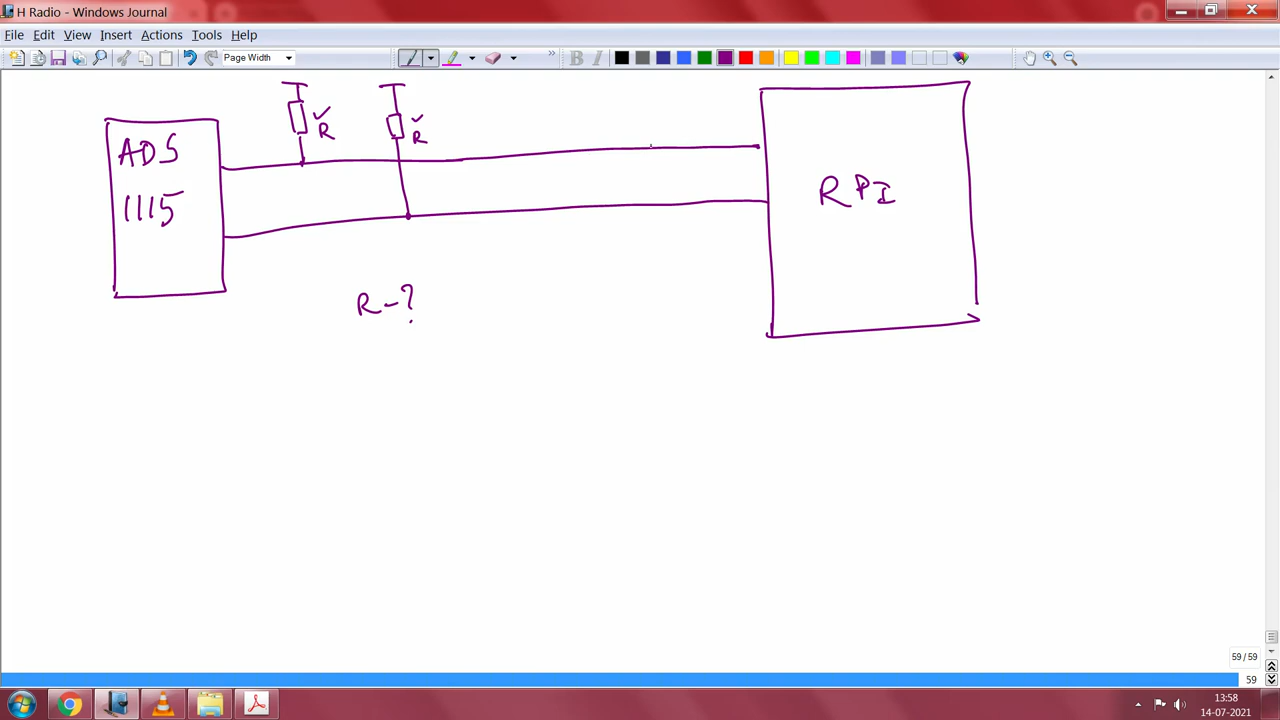 H Radio - Windows Journal
File Edit View Insert Actions Tools Help
Page Width
B I
ADS
1115
R
R
RPI
R-?
59 / 59
59
13:58
14-07-2021